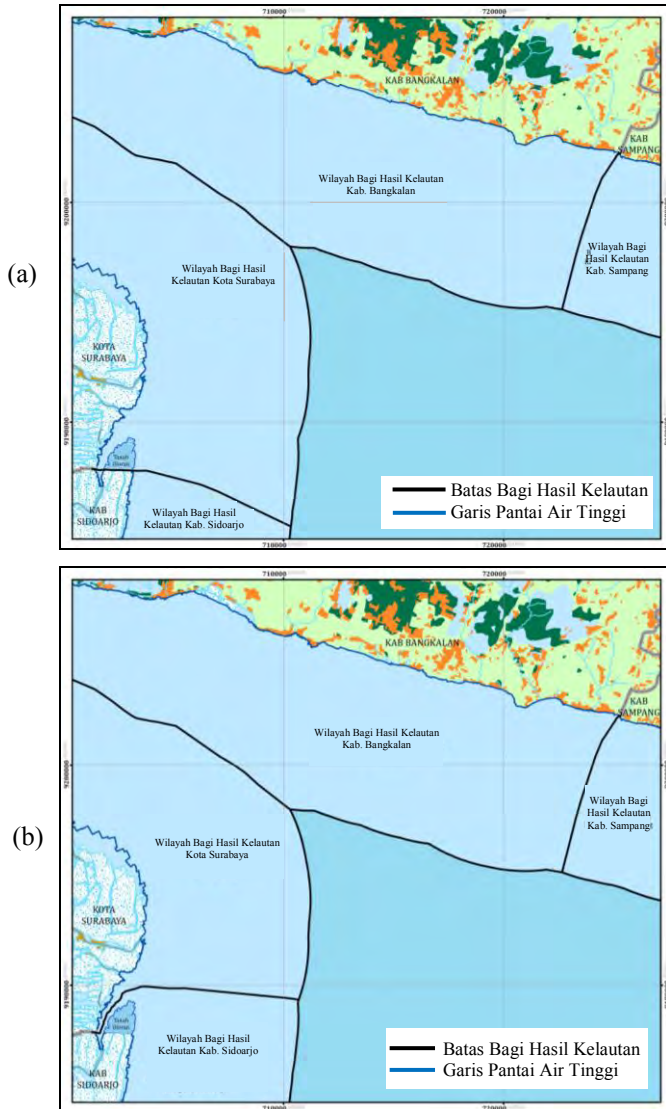 (a)
710000
720000
KAB BANGKALAN
KAB
SAMPANG
Wilayah Bagi Hasil Kelautan
Kab. Bangkalan
9200000
Wilayah Bagi Hasil
Kelautan Kota Surabaya
Wilayah Bagi
Hasil Kelautan
Kab. Sampang
KOTA
SURABAYA
9190000
KAB
SIDOARJO
Wilayah Bagi Hasil
Kelautan Kab. Sidoarjo
Batas Bagi Hasil Kelautan
Garis Pantai Air Tinggi
710000
720000
(b)
710000
720000
KAB BANGKALAN
KAB
SAMPANG
Wilayah Bagi Hasil Kelautan
Kab. Bangkalan
Wilayah Bagi
Hasil Kelautan
Kab. Sampang
Wilayah Bagi Hasil Kelautan
Kota Surabaya
KOTA
SURABAYA
KAB
SIDOARJO
Wilayah Bagi Hasil
Kelautan Kab. Sidoarjo
Batas Bagi Hasil Kelautan
Garis Pantai Air Tinggi
710000
720000